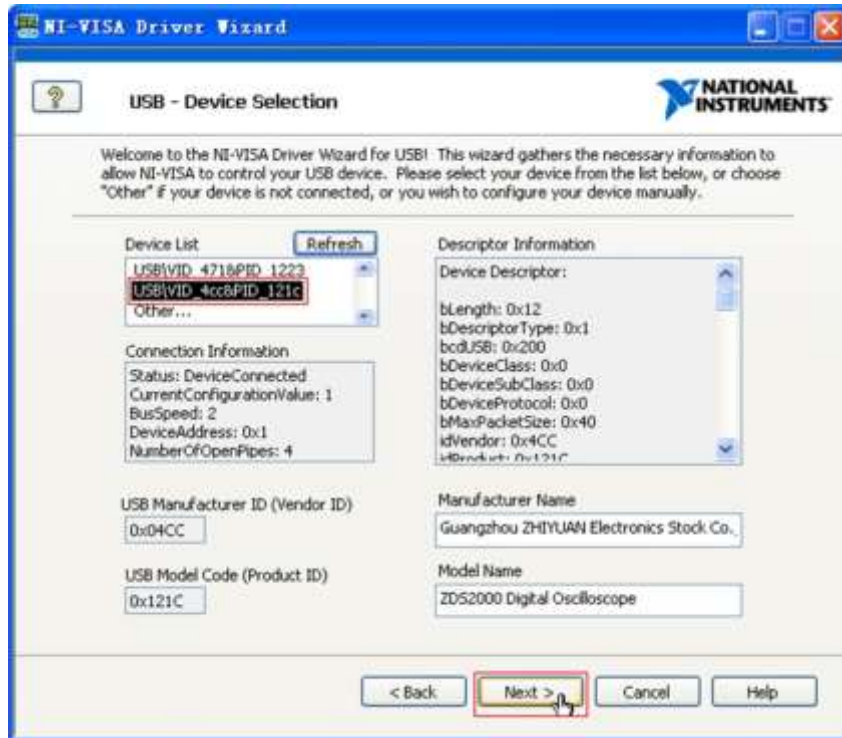 NI-VISA Driver Wizard
USB - Device Selection
NATIONAL
INSTRUMENTS
Welcome to the NI-VISA Driver Wizard for USB! This wizard gathers the necessary information to
allow NI-VISA to control your USB device. Please select your device from the list below, or choose
"Other" if your device is not connected, or you wish to configure your device manually.
Device List
Refresh
USB\VID_471&PID_1223
USB\VID_4cc&PID_121c
Other...
Connection Information
Status: DeviceConnected
CurrentConfigurationValue: 1
BusSpeed: 2
DeviceAddress: 0x1
NumberOfOpenPipes: 4
Descriptor Information
Device Descriptor:
bLength: 0x12
bDescriptorType: 0x1
bcdUSB: 0x200
bDeviceClass: 0x0
bDeviceSubClass: 0x0
bDeviceProtocol: 0x0
bMaxPacketSize: 0x40
idVendor: 0x4CC
idProduct: 0x121C
USB Manufacturer ID (Vendor ID)
0x04CC
Manufacturer Name
Guangzhou ZHIYUAN Electronics Stock Co.,
USB Model Code (Product ID)
0x121C
Model Name
ZDS2000 Digital Oscilloscope
< Back
Next >
Cancel
Help